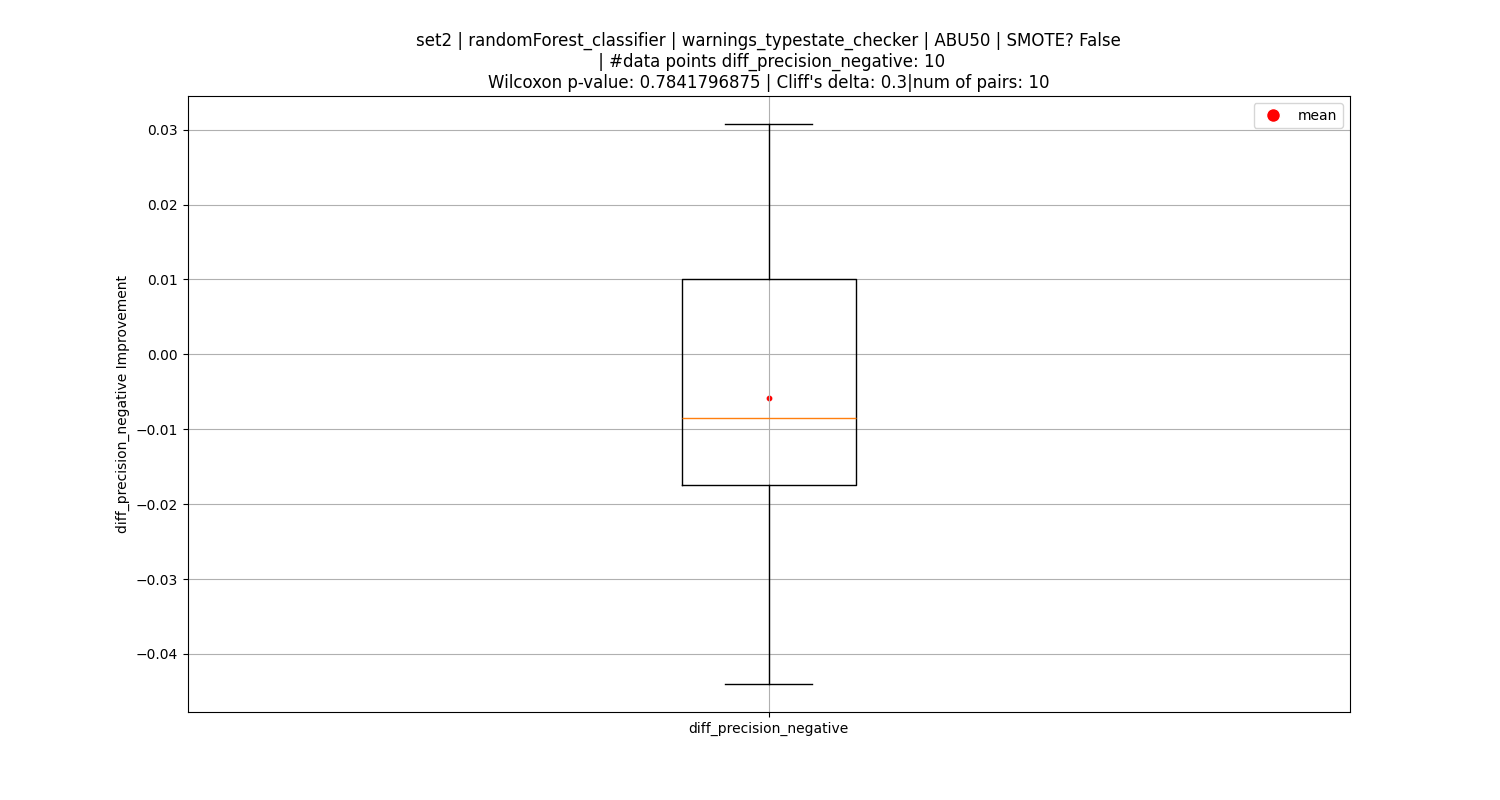 set2 | randomForest_classifier | warnings_typestate_checker | ABU50 | SMOTE? False
| #data points diff_precision_negative: 10
Wilcoxon p-value: 0.7841796875 | Cliff's delta: 0.3|num of pairs: 10
mean
0.03
0.02
0.01
0.00
−0.01
−0.02
−0.03
−0.04
diff_precision_negative Improvement
diff_precision_negative